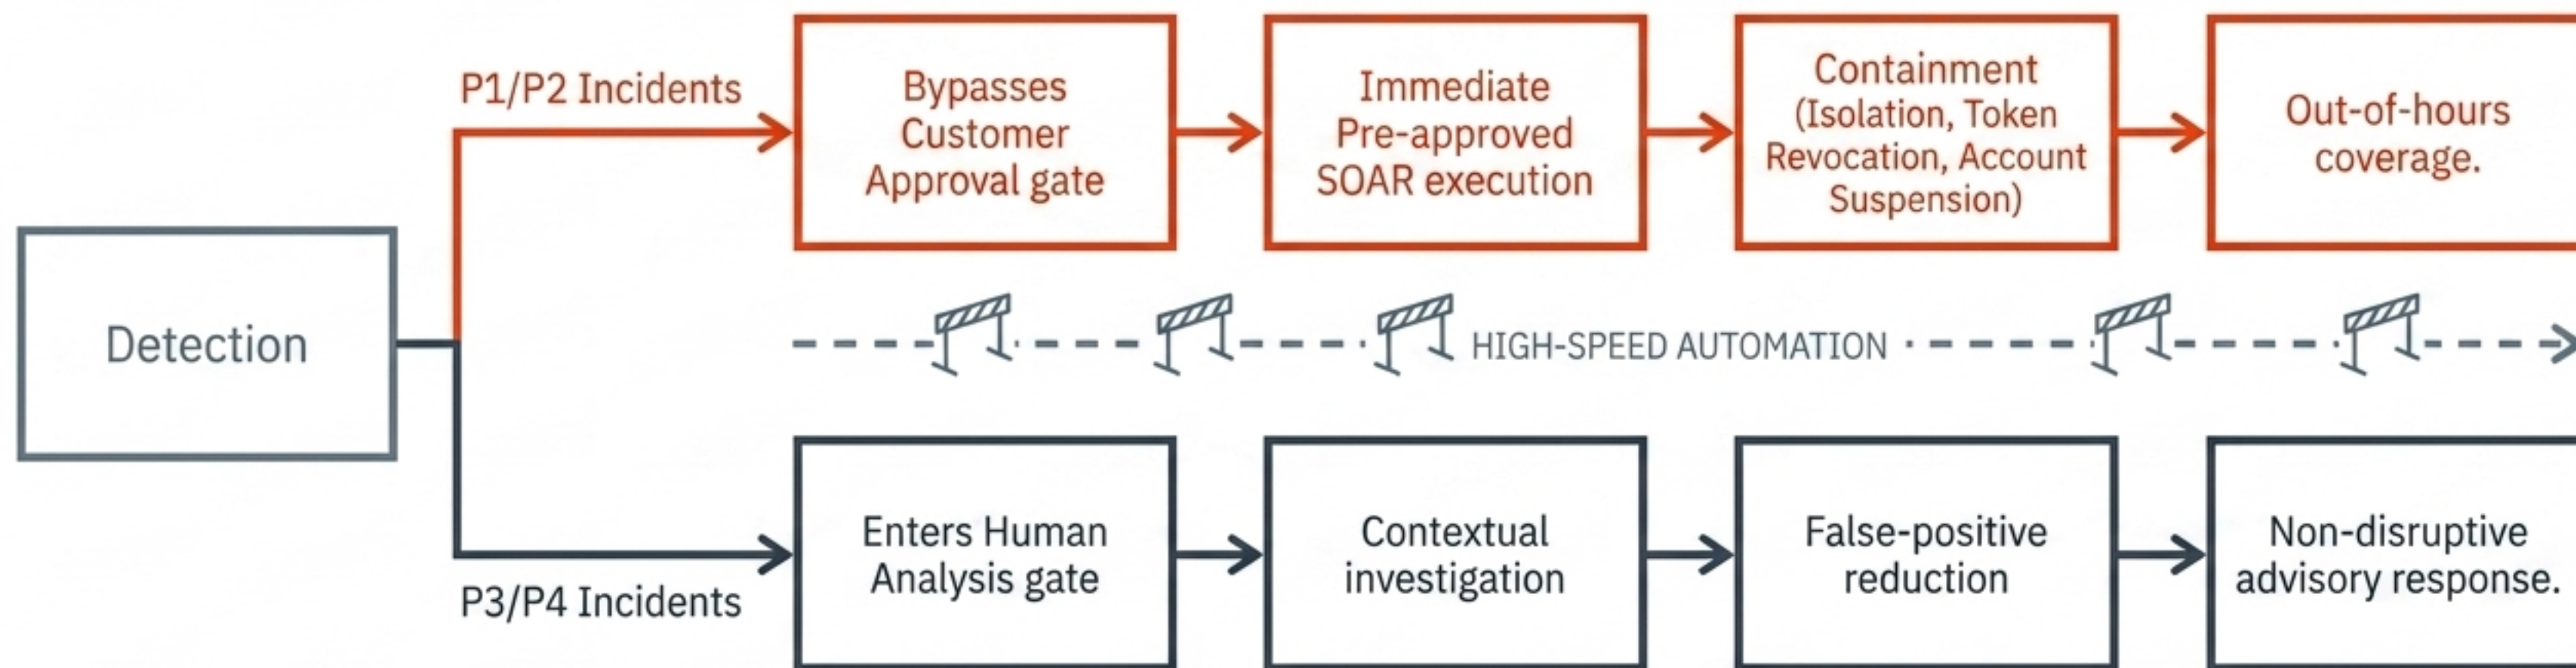 P1/P2 Incidents
Bypasses
Customer
Approval gate
Immediate
Pre-approved
SOAR execution
Containment
(Isolation, Token
Revocation, Account
Suspension)
Out-of-hours
coverage.
Detection
HIGH-SPEED AUTOMATION
P3/P4 Incidents
Enters Human
Analysis gate
Contextual
investigation
False-positive
reduction
Non-disruptive
advisory response.